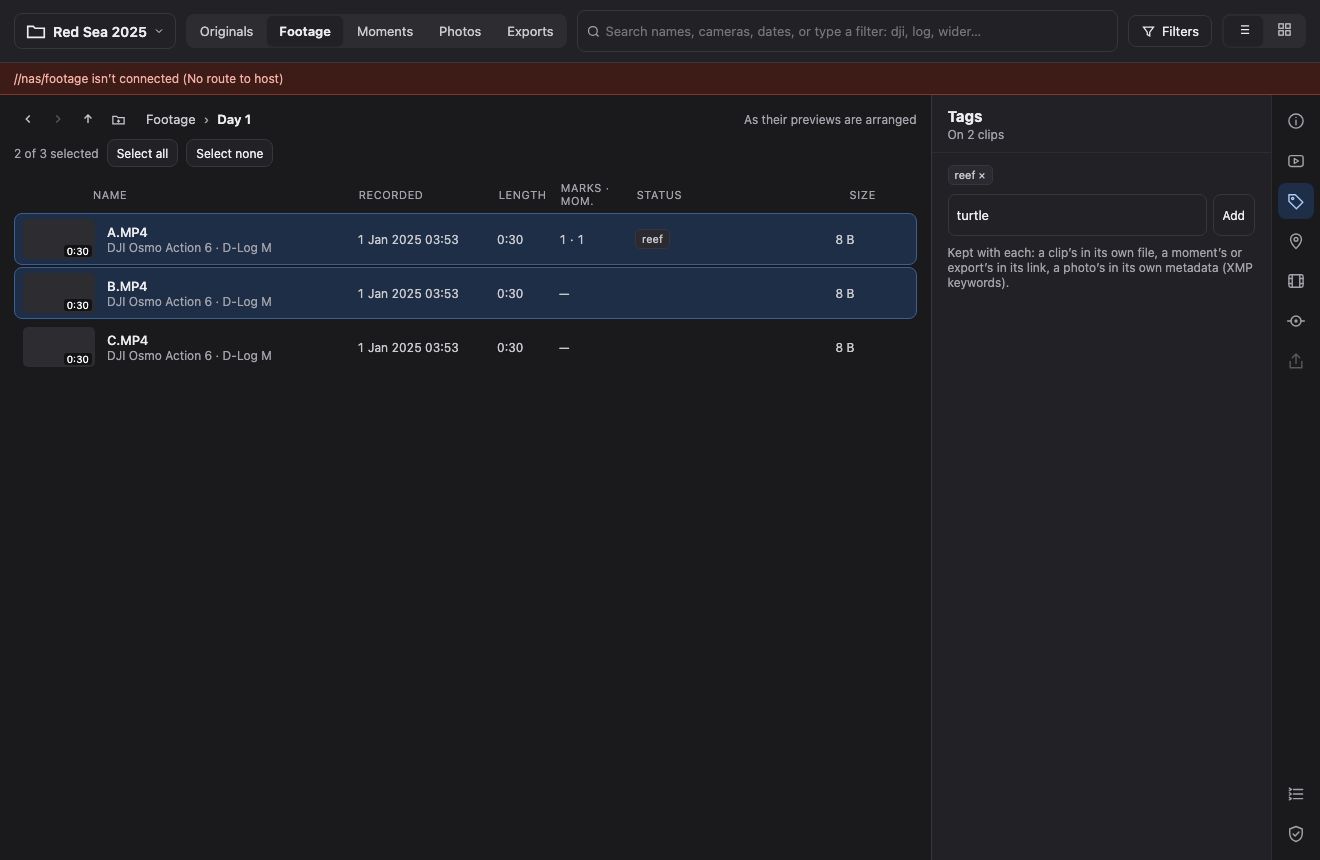 Red Sea 2025
Originals
Footage
Moments
Photos
Exports
Search names, cameras, dates, or type a filter: dji, log, wider...
Filters
//nas/footage isn't connected (No route to host)
Footage › Day 1
As their previews are arranged
2 of 3 selected
Select all
Select none
NAME
RECORDED
LENGTH
MARKS ·
MOM.
STATUS
SIZE
0:30
A.MP4
DJI Osmo Action 6 · D-Log M
1 Jan 2025 03:53
0:30
1 · 1
reef
8 B
0:30
B.MP4
DJI Osmo Action 6 · D-Log M
1 Jan 2025 03:53
0:30
—
8 B
0:30
C.MP4
DJI Osmo Action 6 · D-Log M
1 Jan 2025 03:53
0:30
—
8 B
Tags
On 2 clips
reef ×
turtle
Add
Kept with each: a clip's in its own file, a moment's or
export's in its link, a photo's in its own metadata (XMP
keywords).